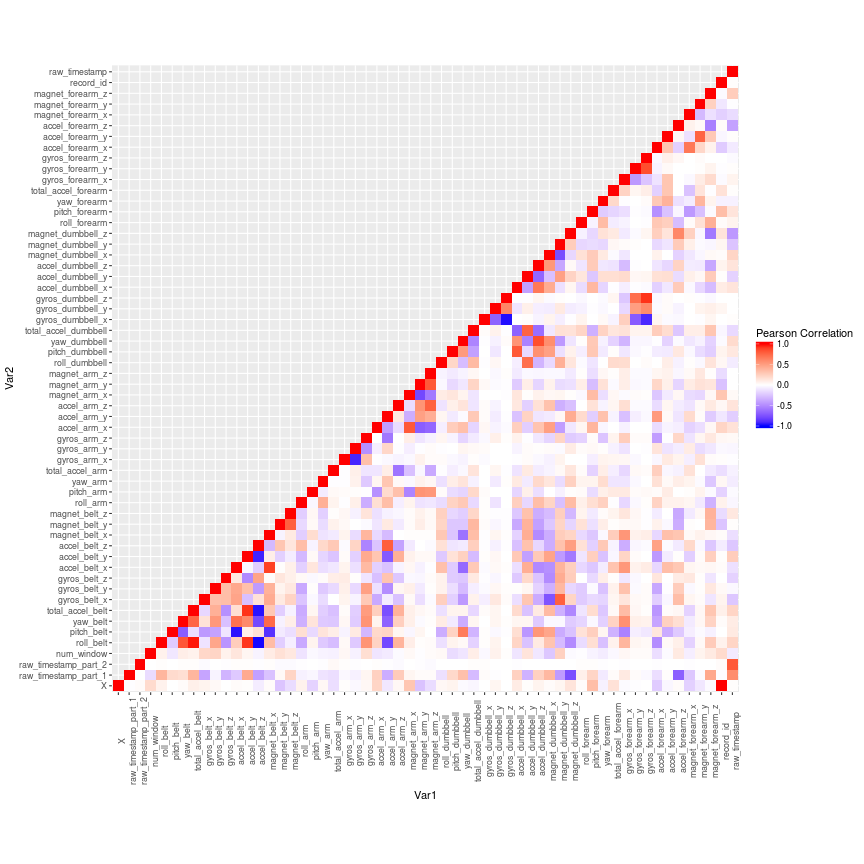 raw_timestamp
record_id
magnet_forearm_z
magnet_forearm_y
magnet_forearm_x
accel_forearm_z
accel_forearm_y
accel_forearm_x
gyros_forearm_z
gyros_forearm_y
gyros_forearm_x
total_accel_forearm
yaw_forearm
pitch_forearm
roll_forearm
magnet_dumbbell_z
magnet_dumbbell_y
magnet_dumbbell_x
accel_dumbbell_z
accel_dumbbell_y
accel_dumbbell_x
gyros_dumbbell_z
gyros_dumbbell_y
gyros_dumbbell_x
total_accel_dumbbell
yaw_dumbbell
pitch_dumbbell
roll_dumbbell
magnet_arm_z
magnet_arm_y
magnet_arm_x
accel_arm_z
accel_arm_y
accel_arm_x
gyros_arm_z
gyros_arm_y
gyros_arm_x
total_accel_arm
yaw_arm
pitch_arm
roll_arm
magnet_belt_z
magnet_belt_y
magnet_belt_x
accel_belt_z
accel_belt_y
accel_belt_x
gyros_belt_z
gyros_belt_y
gyros_belt_x
total_accel_belt
yaw_belt
pitch_belt
roll_belt
num_window
raw_timestamp_part_2
raw_timestamp_part_1
X
Var2
X
raw_timestamp_part_1
raw_timestamp_part_2
num_window
roll_belt
pitch_belt
yaw_belt
total_accel_belt
gyros_belt_x
gyros_belt_y
gyros_belt_z
accel_belt_x
accel_belt_y
accel_belt_z
magnet_belt_x
magnet_belt_y
magnet_belt_z
roll_arm
pitch_arm
yaw_arm
total_accel_arm
gyros_arm_x
gyros_arm_y
gyros_arm_z
accel_arm_x
accel_arm_y
accel_arm_z
magnet_arm_x
magnet_arm_y
magnet_arm_z
roll_dumbbell
pitch_dumbbell
yaw_dumbbell
total_accel_dumbbell
gyros_dumbbell_x
gyros_dumbbell_y
gyros_dumbbell_z
accel_dumbbell_x
accel_dumbbell_y
accel_dumbbell_z
magnet_dumbbell_x
magnet_dumbbell_y
magnet_dumbbell_z
roll_forearm
pitch_forearm
yaw_forearm
total_accel_forearm
gyros_forearm_x
gyros_forearm_y
gyros_forearm_z
accel_forearm_x
accel_forearm_y
accel_forearm_z
magnet_forearm_x
magnet_forearm_y
magnet_forearm_z
record_id
raw_timestamp
Var1
Pearson Correlation
1.0
0.5
0.0
-0.5
-1.0